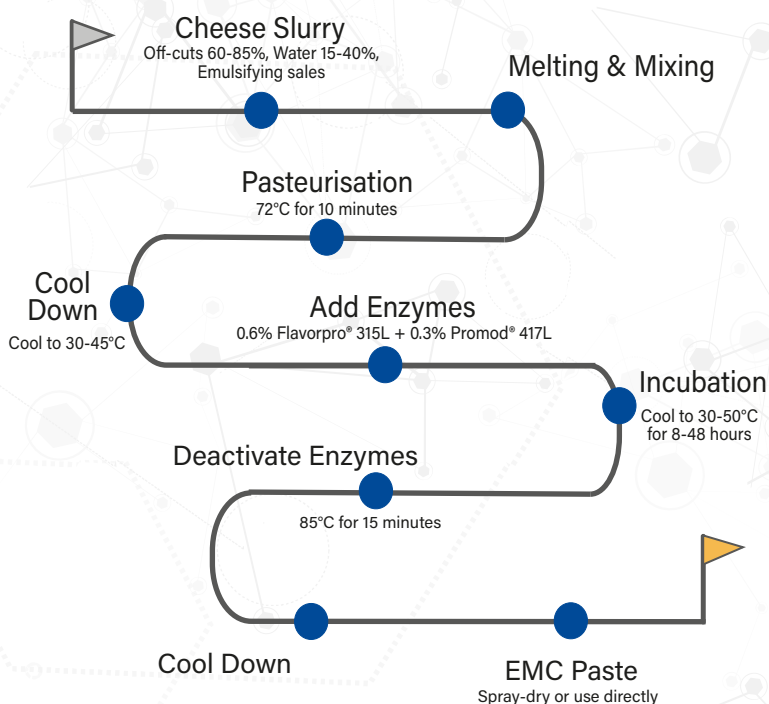 Cheese Slurry
Off-cuts 60-85%, Water 15-40%,
Emulsifying sales
Melting & Mixing
Pasteurisation
72°C for 10 minutes
Cool
Down
Cool to 30-45°C
Add Enzymes
0.6% Flavorpro® 315L + 0.3% Promod® 417L
Incubation
Cool to 30-50°C
for 8-48 hours
Deactivate Enzymes
85°C for 15 minutes
Cool Down
EMC Paste
Spray-dry or use directly